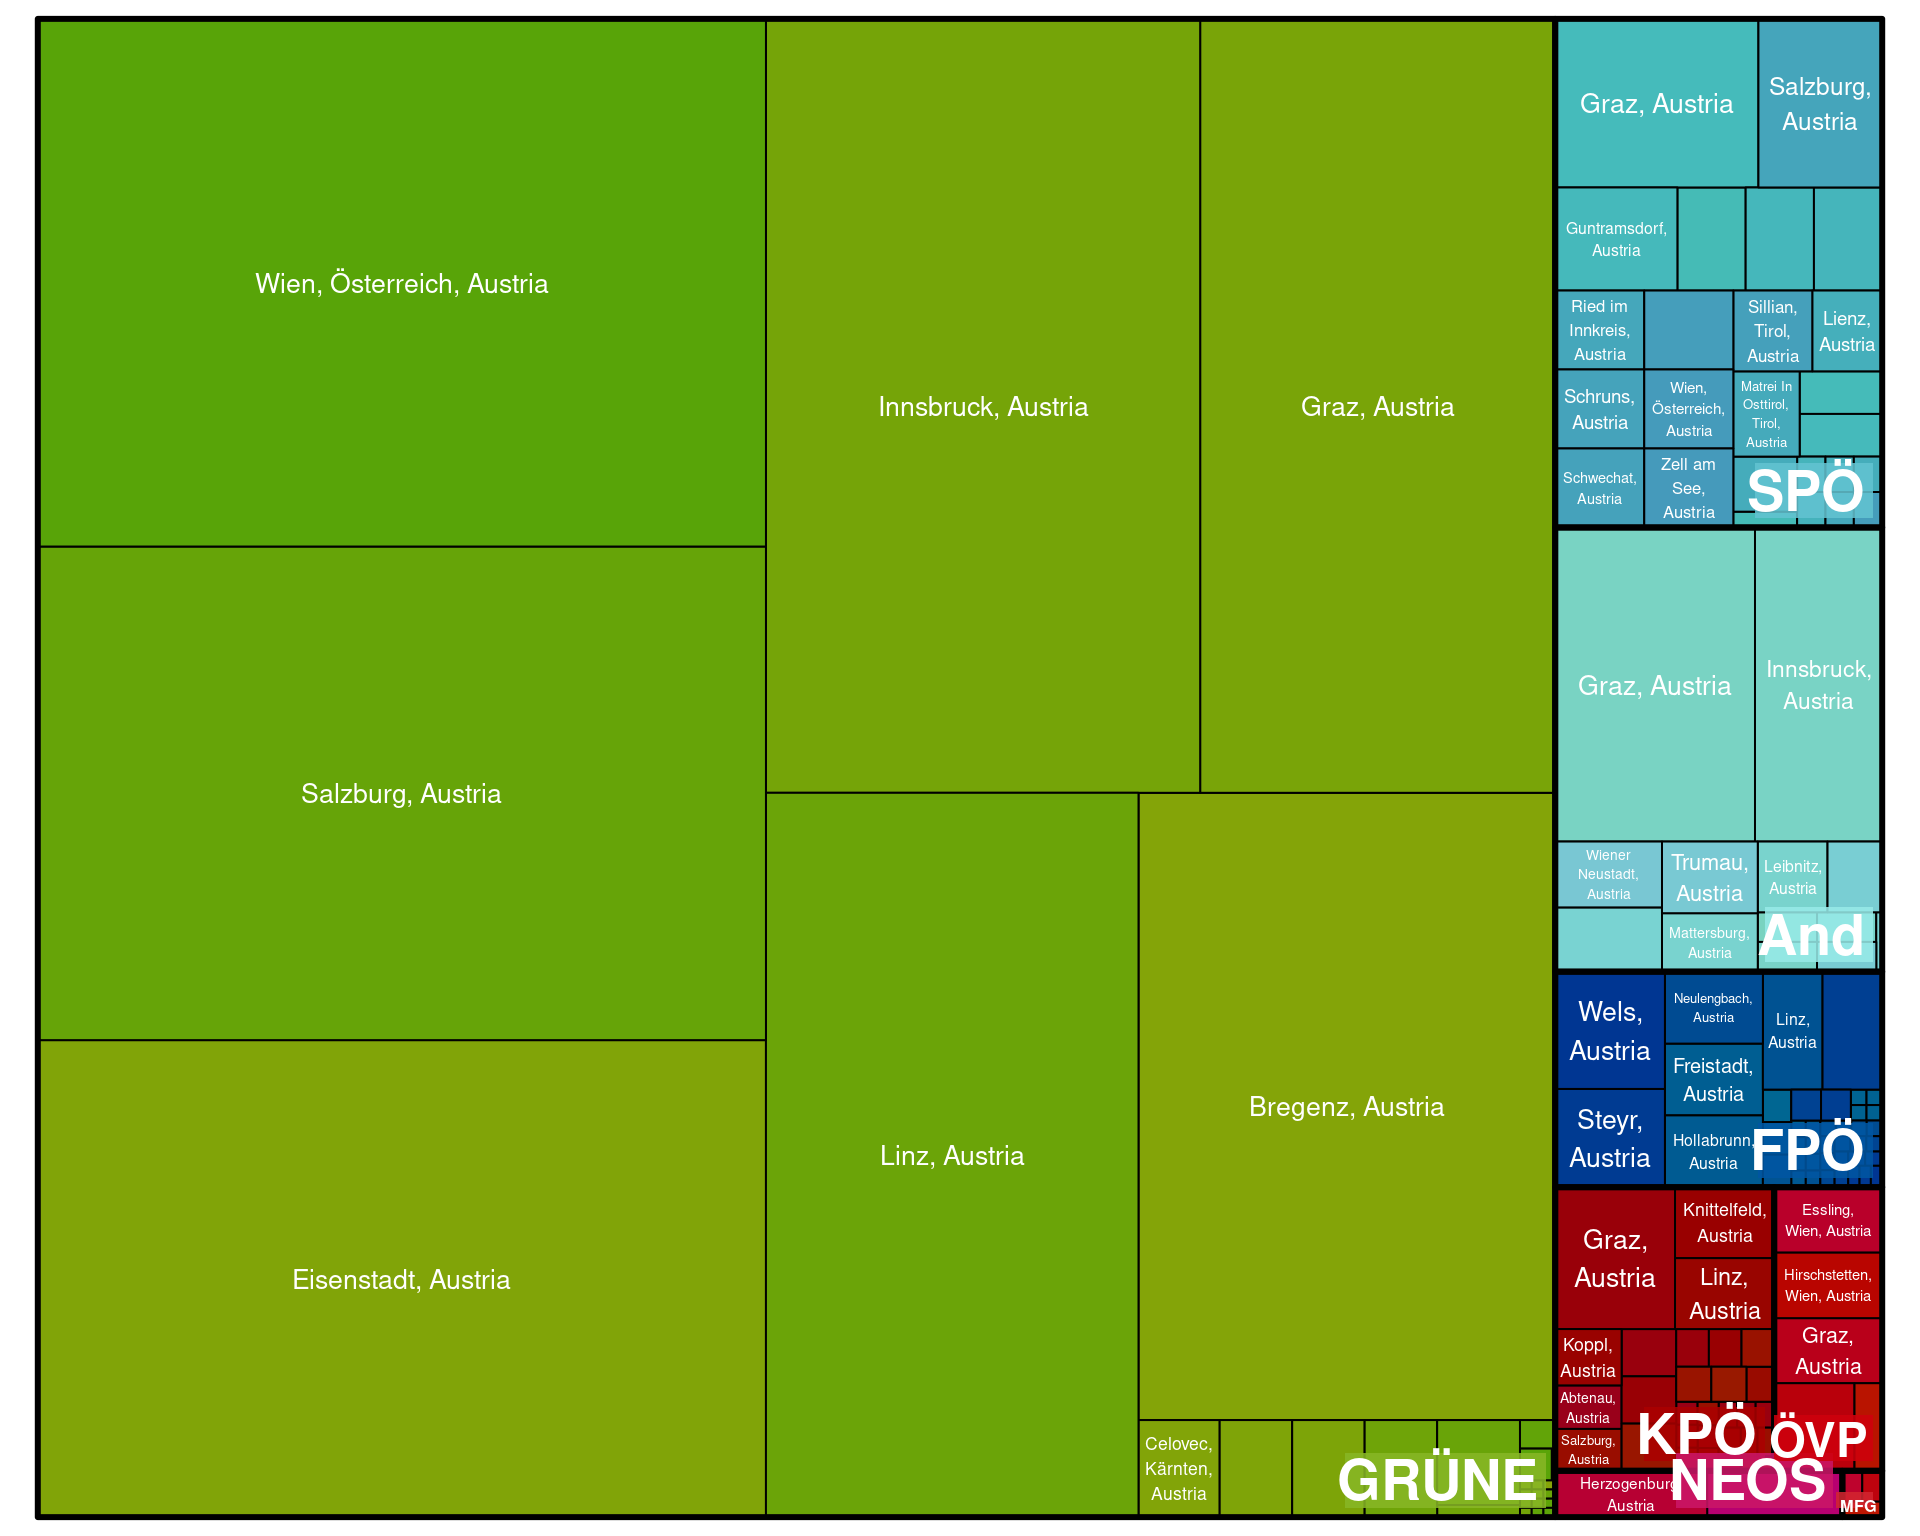 Wien, Österreich, Austria
Salzburg, Austria
Eisenstadt, Austria
Innsbruck, Austria
Graz, Austria
Linz, Austria
Bregenz, Austria
Celovec,
Kärnten,
Austria
GRÜNE
Graz, Austria
Salzburg,
Austria
Guntramsdorf,
Austria
Ried im
Innkreis,
Austria
Sillian,
Tirol,
Austria
Lienz,
Austria
Schruns,
Austria
Wien,
Österreich,
Austria
Matrei In
Osttirol,
Tirol,
Austria
Schwechat,
Austria
Zell am
See,
Austria
SPÖ
Graz, Austria
Innsbruck,
Austria
Wiener
Neustadt,
Austria
Trumau,
Austria
Leibnitz,
Austria
Mattersburg,
Austria
And
Wels,
Austria
Neulengbach,
Austria
Linz,
Austria
Freistadt,
Austria
Steyr,
Austria
Hollabrunn,
Austria
FPÖ
Graz,
Austria
Knittelfeld,
Austria
Linz,
Austria
Koppl,
Austria
Abtenau,
Austria
Salzburg,
Austria
KPÖ
Essling,
Wien, Austria
Hirschstetten,
Wien, Austria
Graz,
Austria
ÖVP
Herzogenburg
Austria
NEOS
MFG